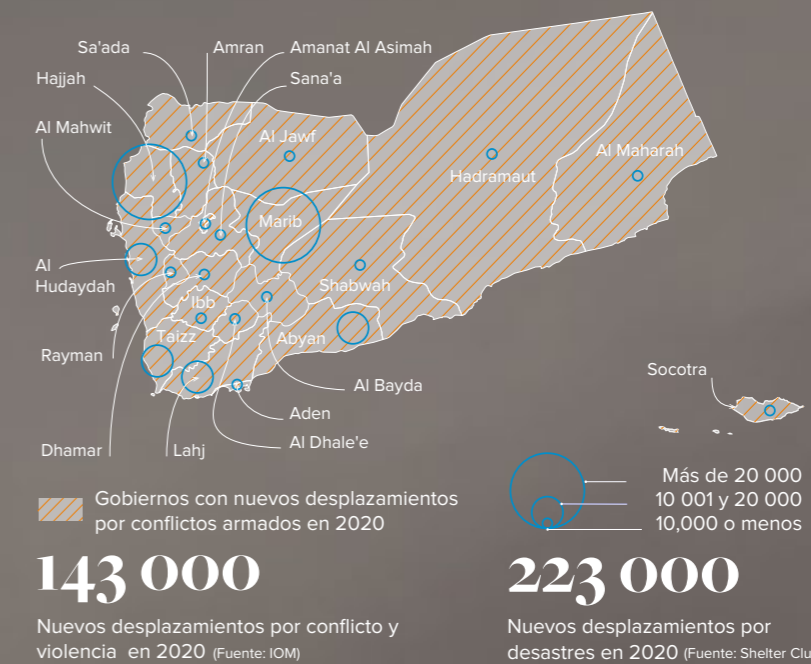 Sa'ada
Amran
Amanat Al Asimah
Hajjah
Sana'a
Al Mahwit
Al Jawf
Al Maharah
Hadramaut
Marib
Al
Hudaydah
Shabwah
Ibb
Taizz
Abyan
Rayman
Socotra
Al Bayda
Aden
Al Dhale'e
Dhamar
Lahj
Gobiernos con nuevos desplazamientos
por conflictos armados en 2020
Más de 20 000
10 001 y 20 000
10,000 o menos
143 000
Nuevos desplazamientos por conflicto y
violencia en 2020 (Fuente: IOM)
223 000
Nuevos desplazamientos por
desastres en 2020 (Fuente: Shelter Clu